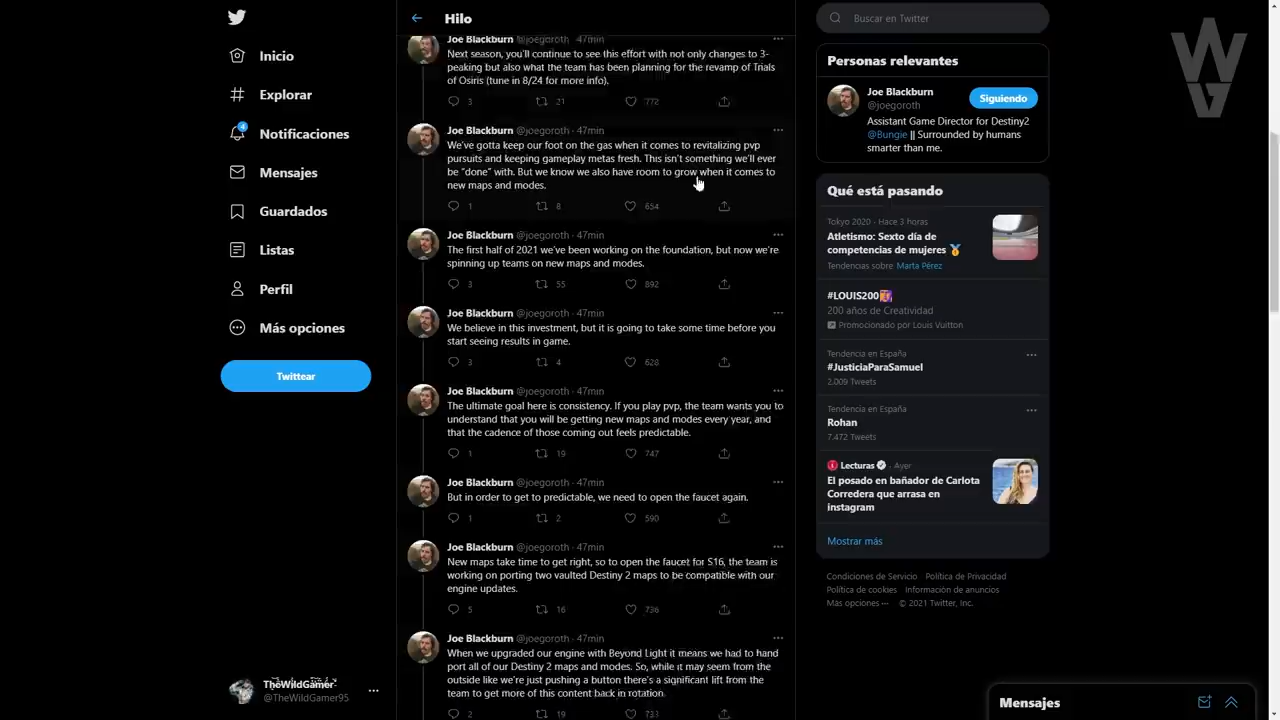 Inicio
Explorar
4
Notificaciones
Mensajes
Guardados
Listas
Perfil
Más opciones
Twittear
TheWildGamer-
@TheWildGamer95
Hilo
Joe Blackburn @joegoroth · 47min
Next season, you'll continue to see this effort with not only changes to 3-
peaking but also what the team has been planning for the revamp of Trials
of Osiris (tune in 8/24 for more info).
3 21 772
Joe Blackburn @joegoroth · 47min
We've gotta keep our foot on the gas when it comes to revitalizing pvp
pursuits and keeping gameplay metas fresh. This isn't something we'll ever
be "done" with. But we know we also have room to grow when it comes to
new maps and modes.
1 8 654
Joe Blackburn @joegoroth · 47min
The first half of 2021 we've been working on the foundation, but now we're
spinning up teams on new maps and modes.
3 55 892
Joe Blackburn @joegoroth · 47min
We believe in this investment, but it is going to take some time before you
start seeing results in game.
3 4 628
Joe Blackburn @joegoroth · 47min
The ultimate goal here is consistency. If you play pvp, the team wants you to
understand that you will be getting new maps and modes every year, and
that the cadence of those coming out feels predictable.
1 19 747
Joe Blackburn @joegoroth · 47min
But in order to get to predictable, we need to open the faucet again.
1 2 590
Joe Blackburn @joegoroth · 47min
New maps take time to get right, so to open the faucet for S16, the team is
working on porting two vaulted Destiny 2 maps to be compatible with our
engine updates.
5 16 736
Joe Blackburn @joegoroth · 47min
When we upgraded our engine with Beyond Light it means we had to hand
port all of our Destiny 2 maps and modes. So, while it may seem from the
outside like we're just pushing a button there's a significant lift from the
team to get more of this content back in rotation.
2 19 731
Buscar en Twitter
Personas relevantes
Joe Blackburn
@joegoroth
Siguiendo
Assistant Game Director for Destiny2
@Bungie || Surrounded by humans
smarter than me.
Qué está pasando
Tokyo 2020 · Hace 3 horas
Atletismo: Sexto día de
competencias de mujeres 🏅
Tendencias sobre Marta Pérez
#LOUIS200
200 años de Creatividad
Promocionado por Louis Vuitton
Tendencia en España
#JusticiaParaSamuel
2.009 Tweets
Tendencia en España
Rohan
7.472 Tweets
Lecturas · Ayer
El posado en bañador de Carlota
Corredera que arrasa en
instagram
Mostrar más
Condiciones de Servicio Política de Privacidad
Política de cookies Información de anuncios
Más opciones ··· © 2021 Twitter, Inc.
Mensajes